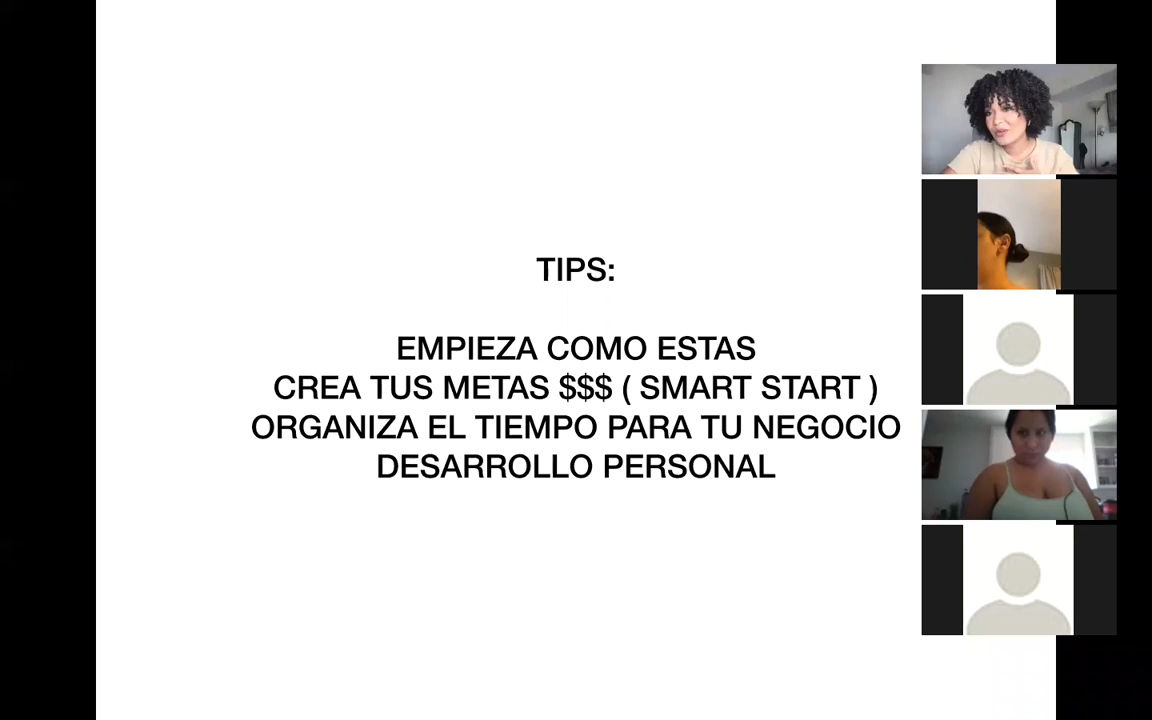 TIPS:
EMPIEZA COMO ESTAS
CREA TUS METAS $$$ ( SMART START )
ORGANIZA EL TIEMPO PARA TU NEGOCIO
DESARROLLO PERSONAL